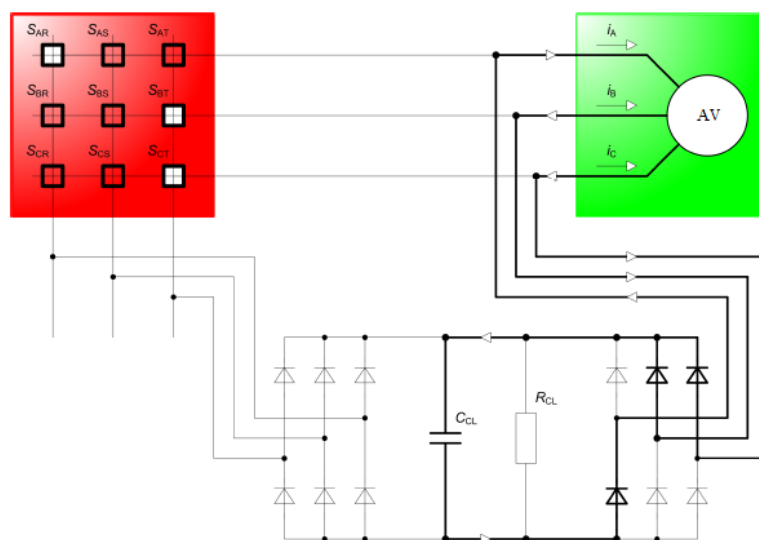 SAR SAS SAT
SBR SBS SBT
SCR SCS SCT
iA
iB
iC
AV
CCL
RCL